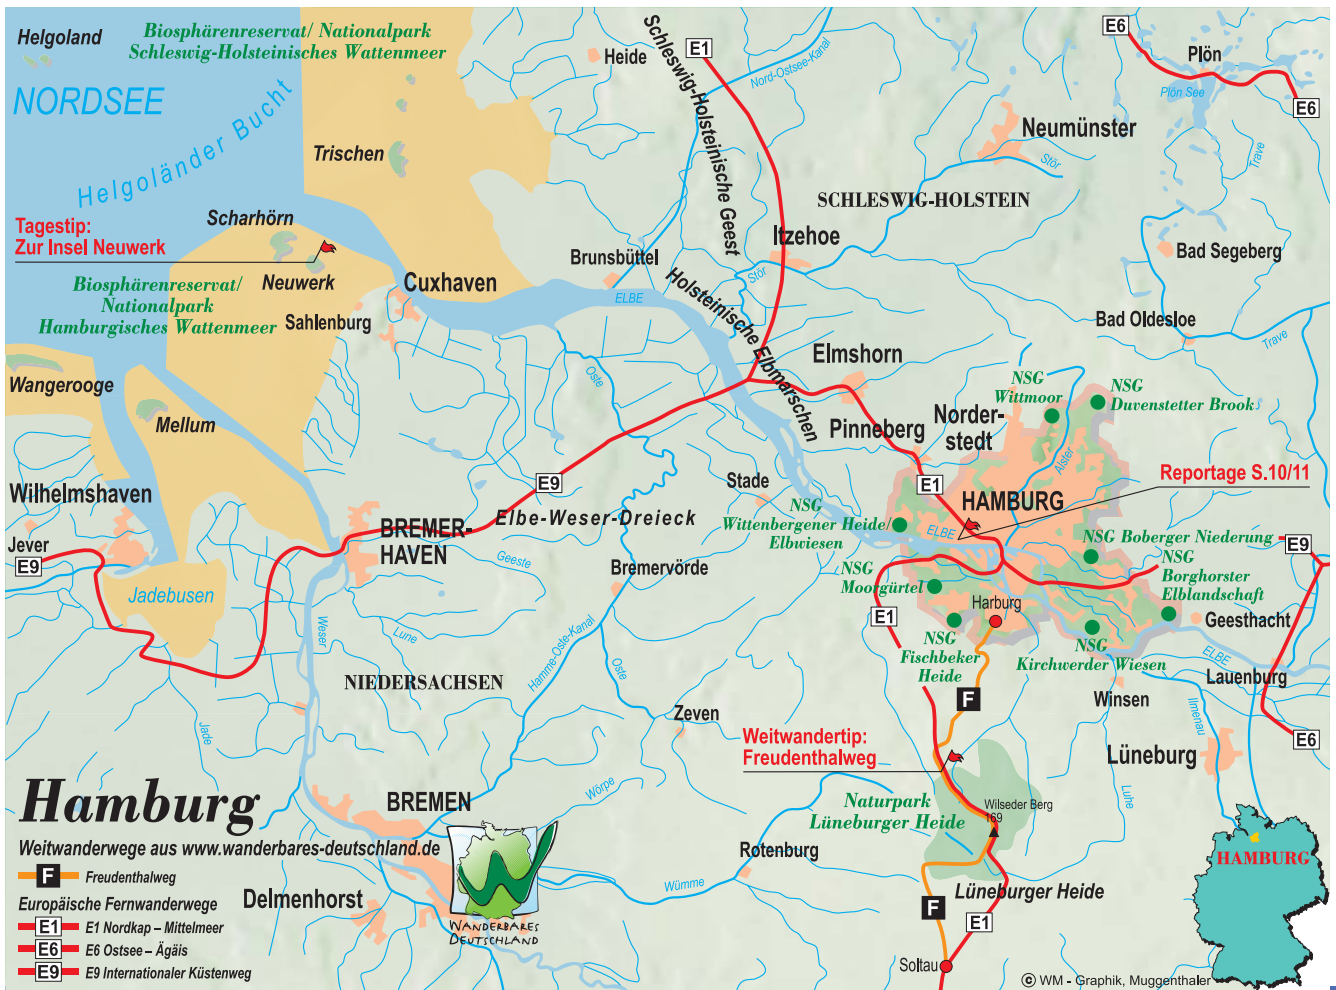 Helgoland
Biosphärenreservat/ Nationalpark
Schleswig-Holsteinisches Wattenmeer
NORDSEE
Helgoländer Bucht
Trischen
Scharhörn
Tagestip:
Zur Insel Neuwerk
Neuwerk
Biosphärenreservat/
Nationalpark
Hamburgisches Wattenmeer
Cuxhaven
Sahlenburg
Wangerooge
Mellum
Heide
E1
Schleswig-Holsteinische Geest
Nord-Ostsee-Kanal
E6
Plön
Plön See
E6
Neumünster
Stör
Trave
SCHLESWIG-HOLSTEIN
Itzehoe
Brunsbüttel
Stör
Bad Segeberg
ELBE
Holsteinische Elbmarschen
Bad Oldesloe
Trave
Oste
Elmshorn
NSG
Wittmoor
NSG
Duvenstetter Brook
Norder-
stedt
Pinneberg
Alster
Reportage S.10/11
Wilhelmshaven
E9
Stade
E1
HAMBURG
NSG
Wittenbergener Heide/
Elbwiesen
ELBE
BREMER-
HAVEN
Elbe-Weser-Dreieck
Jever
E9
NSG Boberger Niederung
E9
Geeste
Bremervörde
NSG
Moorgürtel
NSG
Borghorster
Elblandschaft
Jadebusen
Harburg
E1
Geesthacht
Weser
Lune
Hamme-Oste-Kanal
NSG
Fischbeker
Heide
NSG
Kirchwerder Wiesen
ELBE
Oste
Lauenburg
NIEDERSACHSEN
F
Winsen
Ilmenau
Zeven
Jade
Weitwandertip:
Freudenthalweg
E6
Lüneburg
Wörpe
Luhe
Hamburg
BREMEN
Naturpark
Lüneburger Heide
Wilseder Berg
169
Weitwanderwege aus www.wanderbares-deutschland.de
Rotenburg
HAMBURG
F Freudenthalweg
Wümme
Lüneburger Heide
Delmenhorst
F
E1
Europäische Fernwanderwege
E1 E1 Nordkap – Mittelmeer
E6 E6 Ostsee – Ägäis
E9 E9 Internationaler Küstenweg
WANDERBARES
DEUTSCHLAND
Soltau
© WM - Graphik, Muggenthaler